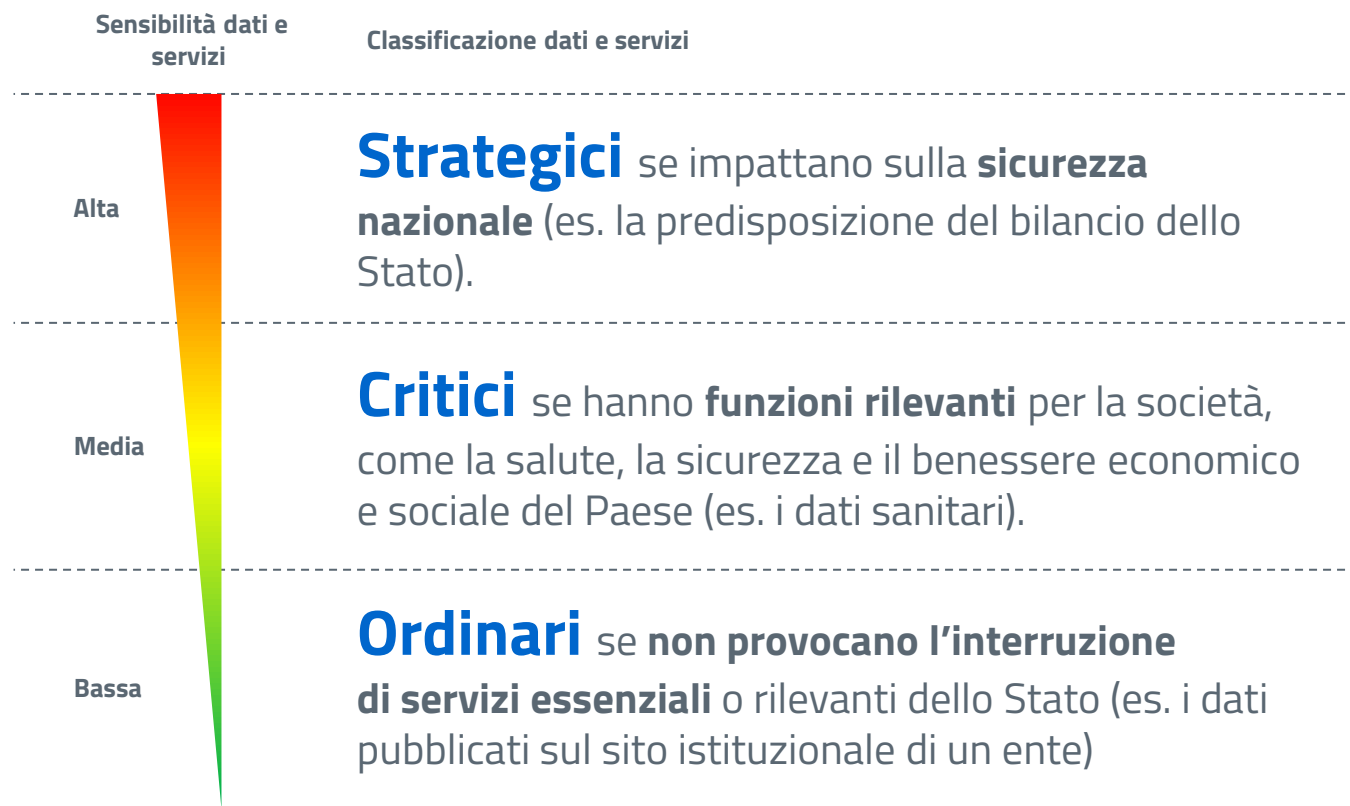 Sensibilità dati e
servizi
Classificazione dati e servizi
Alta
Strategici se impattano sulla sicurezza
nazionale (es. la predisposizione del bilancio dello
Stato).
Media
Critici se hanno funzioni rilevanti per la società,
come la salute, la sicurezza e il benessere economico
e sociale del Paese (es. i dati sanitari).
Bassa
Ordinari se non provocano l’interruzione
di servizi essenziali o rilevanti dello Stato (es. i dati
pubblicati sul sito istituzionale di un ente)